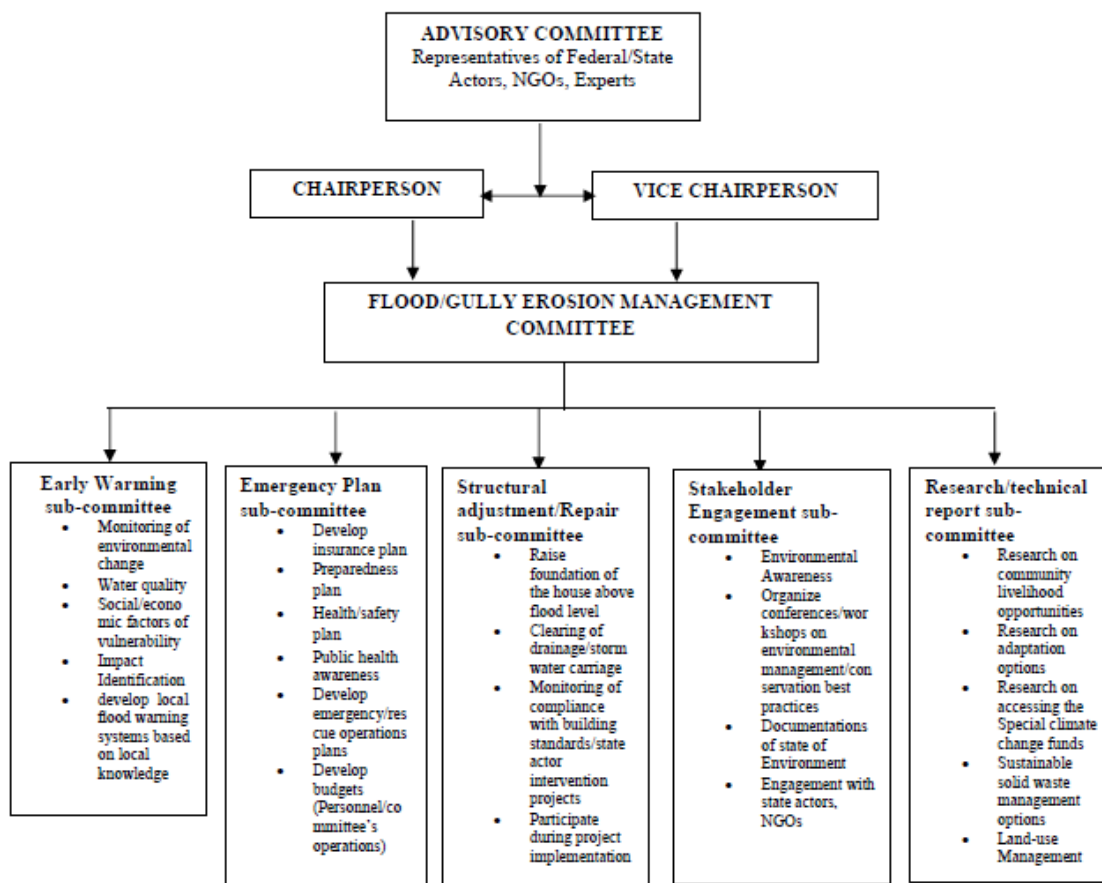 ADVISORY COMMITTEE
Representatives of Federal/State
Actors, NGOs, Experts
CHAIRPERSON
VICE CHAIRPERSON
FLOOD/GULLY EROSION MANAGEMENT
COMMITTEE
Early Warming
sub-committee
• Monitoring of
environmental
change
• Water quality
• Social/econo
mic factors of
vulnerability
• Impact
Identification
• develop local
flood warning
systems based
on local
knowledge
Emergency Plan
sub-committee
• Develop
insurance plan
• Preparedness
plan
• Health/safety
plan
• Public health
awareness
• Develop
emergency/res
cue operations
plans
• Develop
budgets
(Personnel/co
mmittee's
operations)
Structural
adjustment/Repair
sub-committee
• Raise
foundation of
the house above
flood level
• Clearing of
drainage/storm
water carriage
• Monitoring of
compliance
with building
standards/state
actor
intervention
projects
• Participate
during project
implementation
Stakeholder
Engagement sub-
committee
• Environmental
Awareness
• Organize
conferences/wor
kshops on
environmental
management/con
servation best
practices
• Documentations
of state of
Environment
• Engagement with
state actors,
NGOs
Research/technical
report sub-
committee
• Research on
community
livelihood
opportunities
• Research on
adaptation
options
• Research on
accessing the
Special climate
change funds
• Sustainable
solid waste
management
options
• Land-use
Management